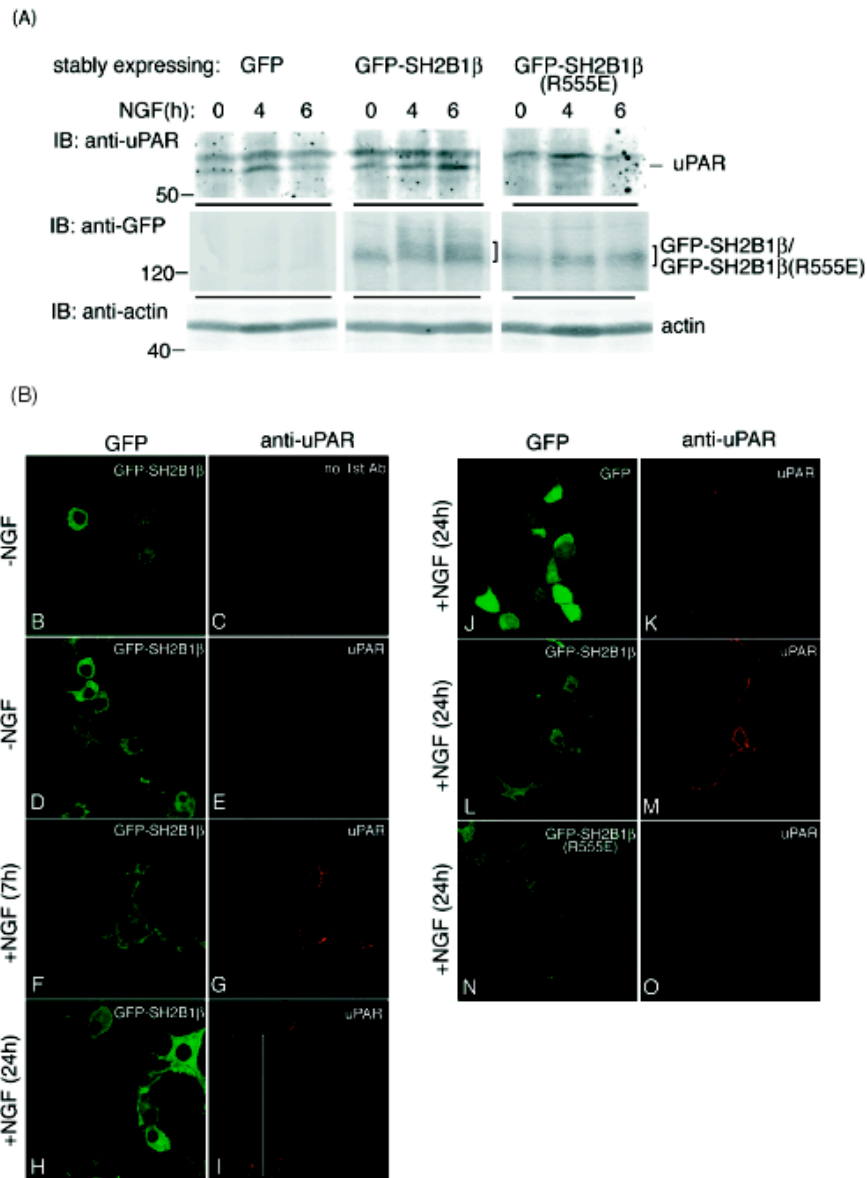 (A)
stably expressing: GFP GFP-SH2B1β GFP-SH2B1β
(R555E)
NGF(h): 0 4 6 0 4 6 0 4 6
IB: anti-uPAR
uPAR
50
IB: anti-GFP
GFP-SH2B1β/
GFP-SH2B1β(R555E)
120
IB: anti-actin
actin
40
(B)
GFP anti-uPAR
-NGF
GFP-SH2B1β no 1st Ab
B C
-NGF
GFP-SH2B1β uPAR
D E
+NGF (7h)
GFP-SH2B1β uPAR
F G
+NGF (24h)
GFP-SH2B1β uPAR
H I
GFP anti-uPAR
+NGF (24h)
GFP uPAR
J K
+NGF (24h)
GFP-SH2B1β uPAR
L M
+NGF (24h)
GFP-SH2B1β uPAR
(R555E)
N O